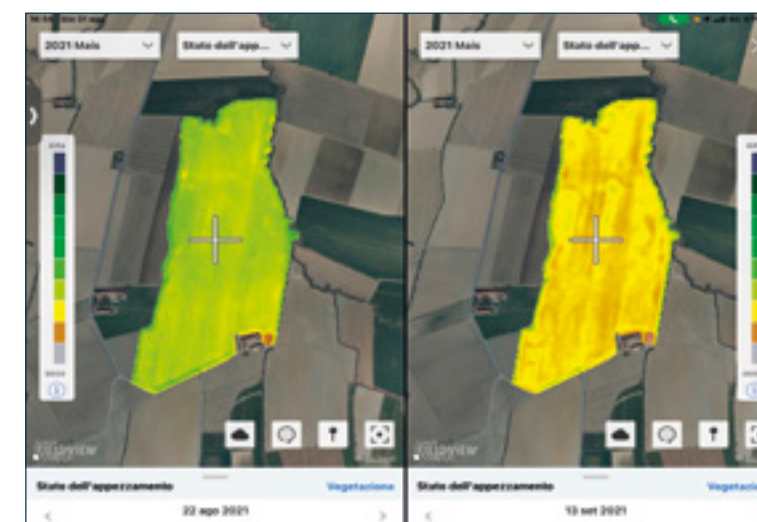 2021 Mais
Stato dell'app...
Stato dell'appezzamento
Vegetazione
22 ago 2021
2021 Mais
Stato dell'app...
Stato dell'appezzamento
13 set 2021